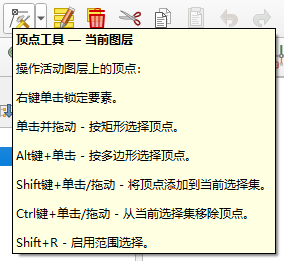 顶点工具 — 当前图层
操作活动图层上的顶点：
右键单击锁定要素。
单击并拖动 - 按矩形选择顶点。
Alt键+单击 - 按多边形选择顶点。
Shift键+单击/拖动 - 将顶点添加到当前选择集。
Ctrl键+单击/拖动 - 从当前选择集移除顶点。
Shift+R - 启用范围选择。